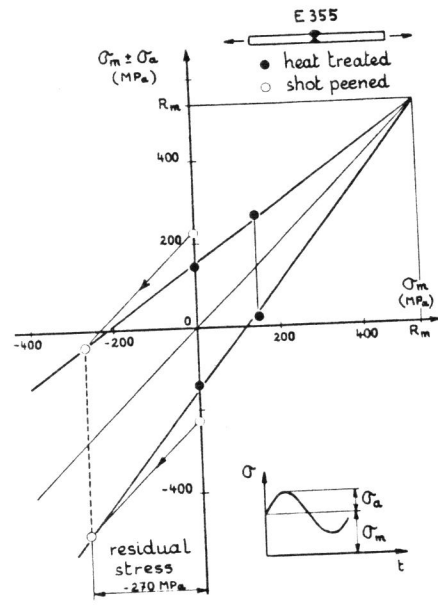 E 355
σm ± σa
(MPa)
heat treated
shot peened
Rm
400
200
σm
(MPa)
-400
-200
0
200
400
Rm
-400
σ
σa
σm
t
residual
stress
-270 MPa